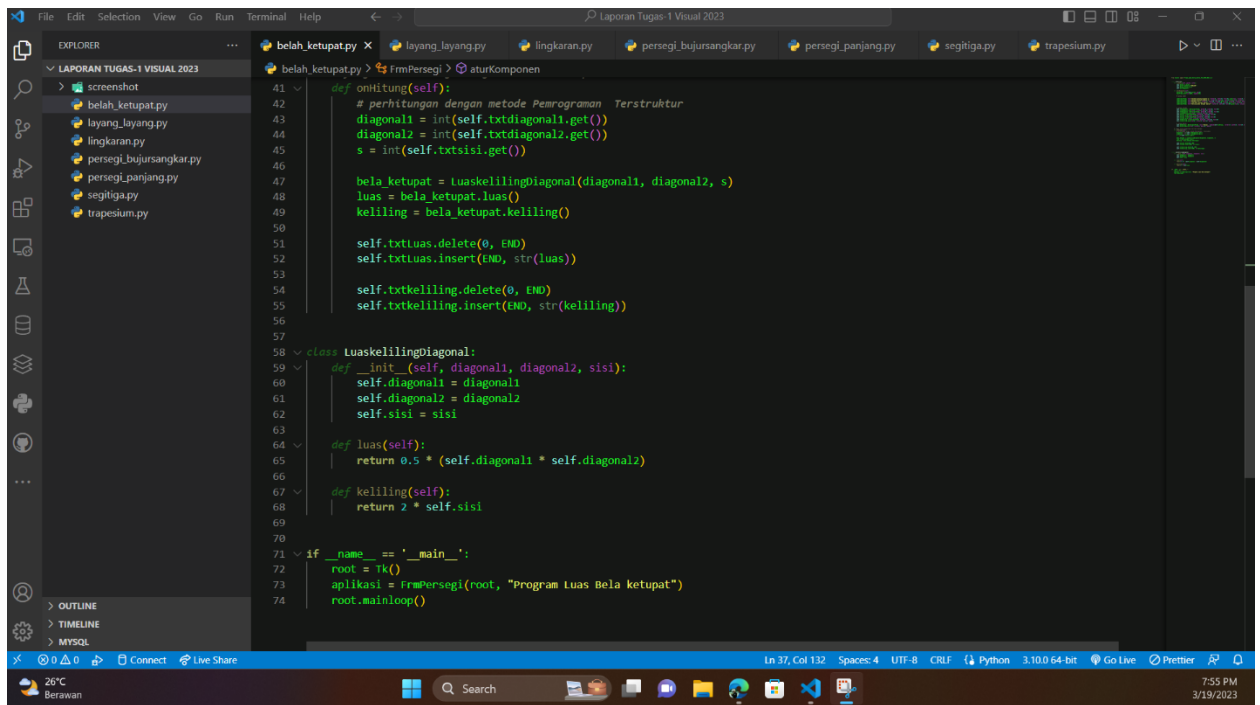 File Edit Selection View Go Run Terminal Help
Laporan Tugas-1 Visual 2023
EXPLORER
LAPORAN TUGAS-1 VISUAL 2023
screenshot
belah_ketupat.py
layang_layang.py
lingkaran.py
persegi_bujursangkar.py
persegi_panjang.py
segitiga.py
trapesium.py
OUTLINE
TIMELINE
MYSQL
belah_ketupat.py layang_layang.py lingkaran.py persegi_bujursangkar.py persegi_panjang.py segitiga.py trapesium.py
belah_ketupat.py > FrmPersegi > aturKomponen
41 def onHitung(self):
42 # perhitungan dengan metode Pemrograman Terstruktur
43 diagonal1 = int(self.txtdiagonal1.get())
44 diagonal2 = int(self.txtdiagonal2.get())
45 s = int(self.txtsisi.get())
46
47 bela_ketupat = LuaskelilingDiagonal(diagonal1, diagonal2, s)
48 luas = bela_ketupat.luas()
49 keliling = bela_ketupat.keliling()
50
51 self.txtLuas.delete(0, END)
52 self.txtLuas.insert(END, str(luas))
53
54 self.txtkeliling.delete(0, END)
55 self.txtkeliling.insert(END, str(keliling))
56
57
58 class LuaskelilingDiagonal:
59 def __init__(self, diagonal1, diagonal2, sisi):
60 self.diagonal1 = diagonal1
61 self.diagonal2 = diagonal2
62 self.sisi = sisi
63
64 def luas(self):
65 return 0.5 * (self.diagonal1 * self.diagonal2)
66
67 def keliling(self):
68 return 2 * self.sisi
69
70
71 if __name__ == '__main__':
72 root = Tk()
73 aplikasi = FrmPersegi(root, "Program Luas Bela ketupat")
74 root.mainloop()
0 0 Connect Live Share Ln 37, Col 132 Spaces: 4 UTF-8 CRLF Python 3.10.0 64-bit Go Live Prettier
26°C
Berawan
Search
7:55 PM
3/19/2023